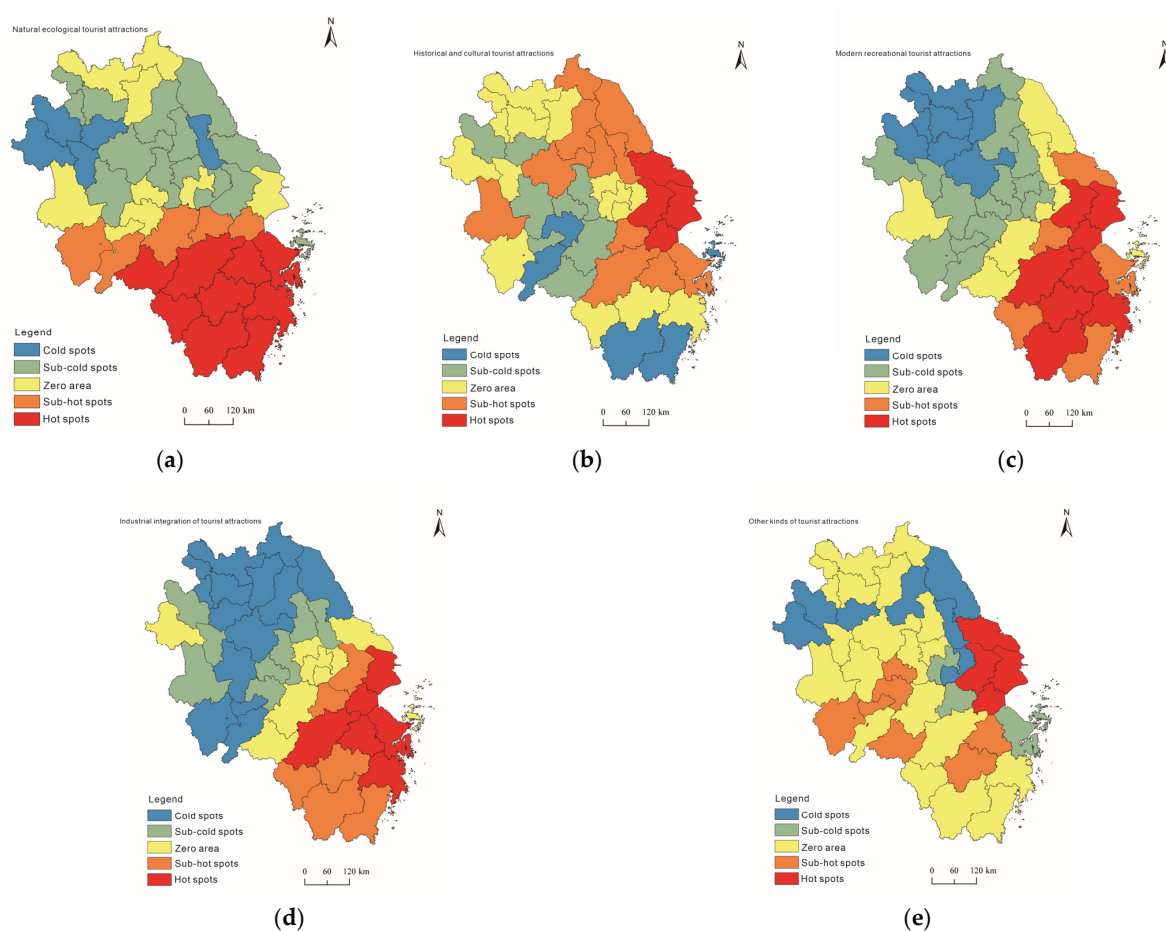 Natural ecological tourist attractions
N
Legend
Cold spots
Sub-cold spots
Zero area
Sub-hot spots
Hot spots
0 60 120 km
(a)
Historical and cultural tourist attractions
N
Legend
Cold spots
Sub-cold spots
Zero area
Sub-hot spots
Hot spots
0 60 120 km
(b)
Modern recreational tourist attractions
N
Legend
Cold spots
Sub-cold spots
Zero area
Sub-hot spots
Hot spots
0 60 120 km
(c)
Industrial integration of tourist attractions
N
Legend
Cold spots
Sub-cold spots
Zero area
Sub-hot spots
Hot spots
0 60 120 km
(d)
Other kinds of tourist attractions
N
Legend
Cold spots
Sub-cold spots
Zero area
Sub-hot spots
Hot spots
0 60 120 km
(e)